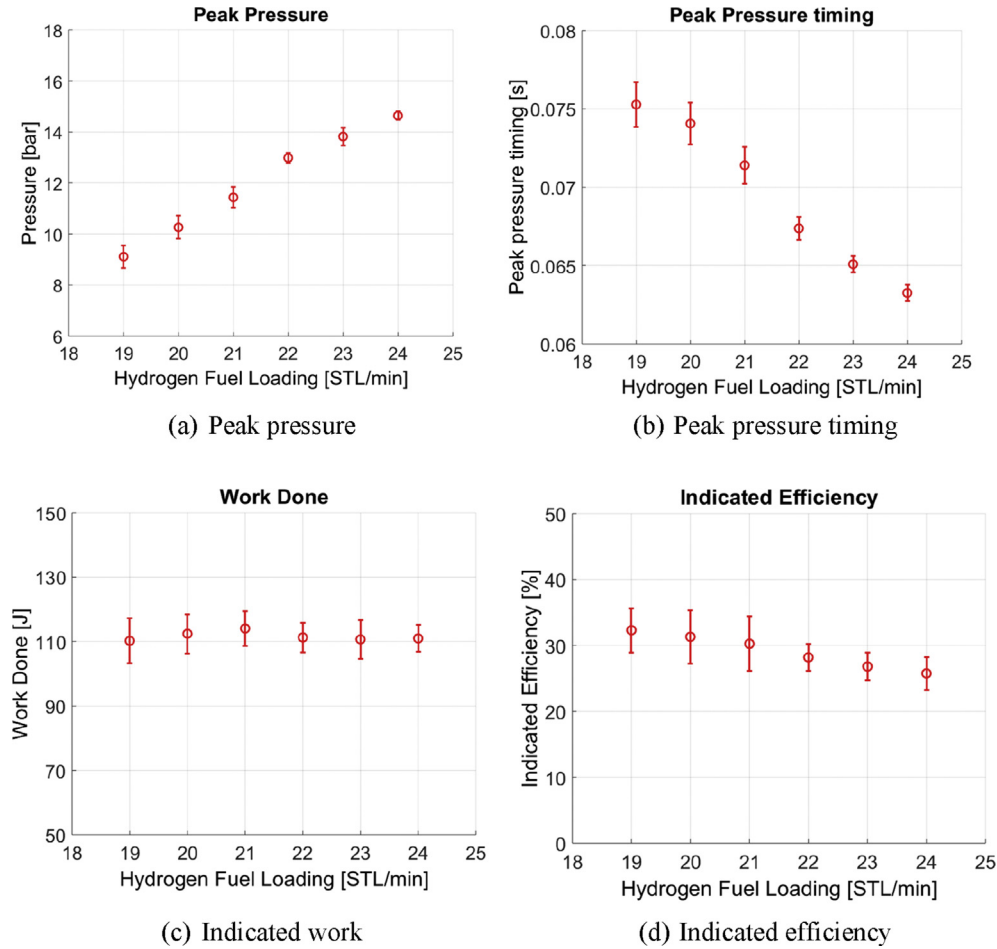 Peak Pressure
18
16
14
12
10
8
6
Pressure [bar]
18 19 20 21 22 23 24 25
Hydrogen Fuel Loading [STL/min]
(a) Peak pressure
Peak Pressure timing
0.08
0.075
0.07
0.065
0.06
Peak pressure timing [s]
18 19 20 21 22 23 24 25
Hydrogen Fuel Loading [STL/min]
(b) Peak pressure timing
Work Done
150
130
110
90
70
50
Work Done [J]
18 19 20 21 22 23 24 25
Hydrogen Fuel Loading [STL/min]
(c) Indicated work
Indicated Efficiency
50
40
30
20
10
0
Indicated Efficiency [%]
18 19 20 21 22 23 24 25
Hydrogen Fuel Loading [STL/min]
(d) Indicated efficiency